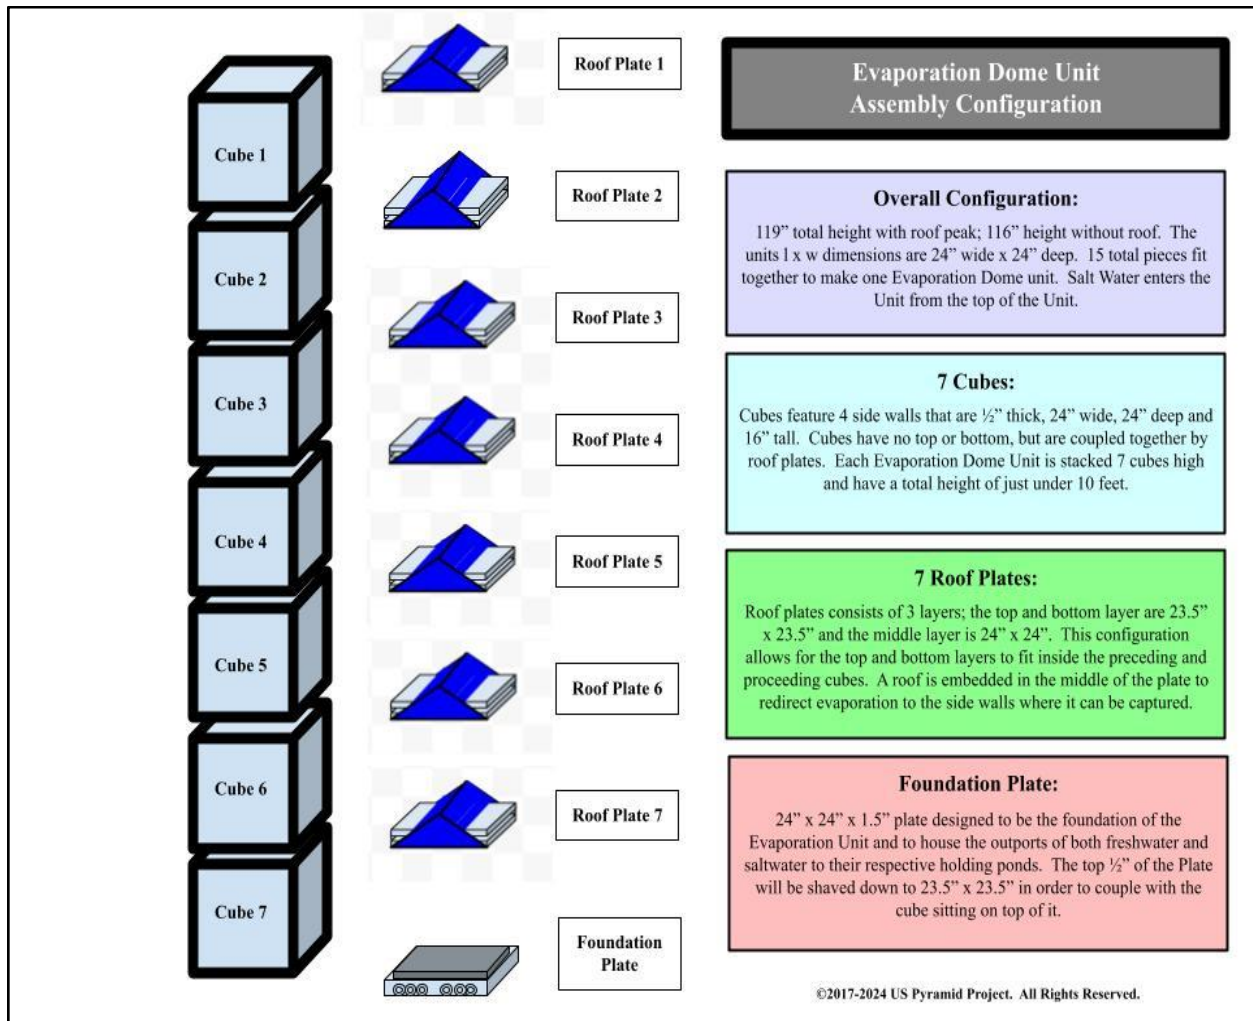 Evaporation Dome Unit
Assembly Configuration
Cube 1
Cube 2
Cube 3
Cube 4
Cube 5
Cube 6
Cube 7
Roof Plate 1
Roof Plate 2
Roof Plate 3
Roof Plate 4
Roof Plate 5
Roof Plate 6
Roof Plate 7
Foundation
Plate
Overall Configuration:
119” total height with roof peak; 116” height without roof. The
units l x w dimensions are 24” wide x 24” deep. 15 total pieces fit
together to make one Evaporation Dome unit. Salt Water enters the
Unit from the top of the Unit.
7 Cubes:
Cubes feature 4 side walls that are ½” thick, 24” wide, 24” deep and
16” tall. Cubes have no top or bottom, but are coupled together by
roof plates. Each Evaporation Dome Unit is stacked 7 cubes high
and have a total height of just under 10 feet.
7 Roof Plates:
Roof plates consists of 3 layers; the top and bottom layer are 23.5”
x 23.5” and the middle layer is 24” x 24”. This configuration
allows for the top and bottom layers to fit inside the preceding and
proceeding cubes. A roof is embedded in the middle of the plate to
redirect evaporation to the side walls where it can be captured.
Foundation Plate:
24” x 24” x 1.5” plate designed to be the foundation of the
Evaporation Unit and to house the outports of both freshwater and
saltwater to their respective holding ponds. The top ½” of the Plate
will be shaved down to 23.5” x 23.5” in order to couple with the
cube sitting on top of it.
©2017-2024 US Pyramid Project. All Rights Reserved.